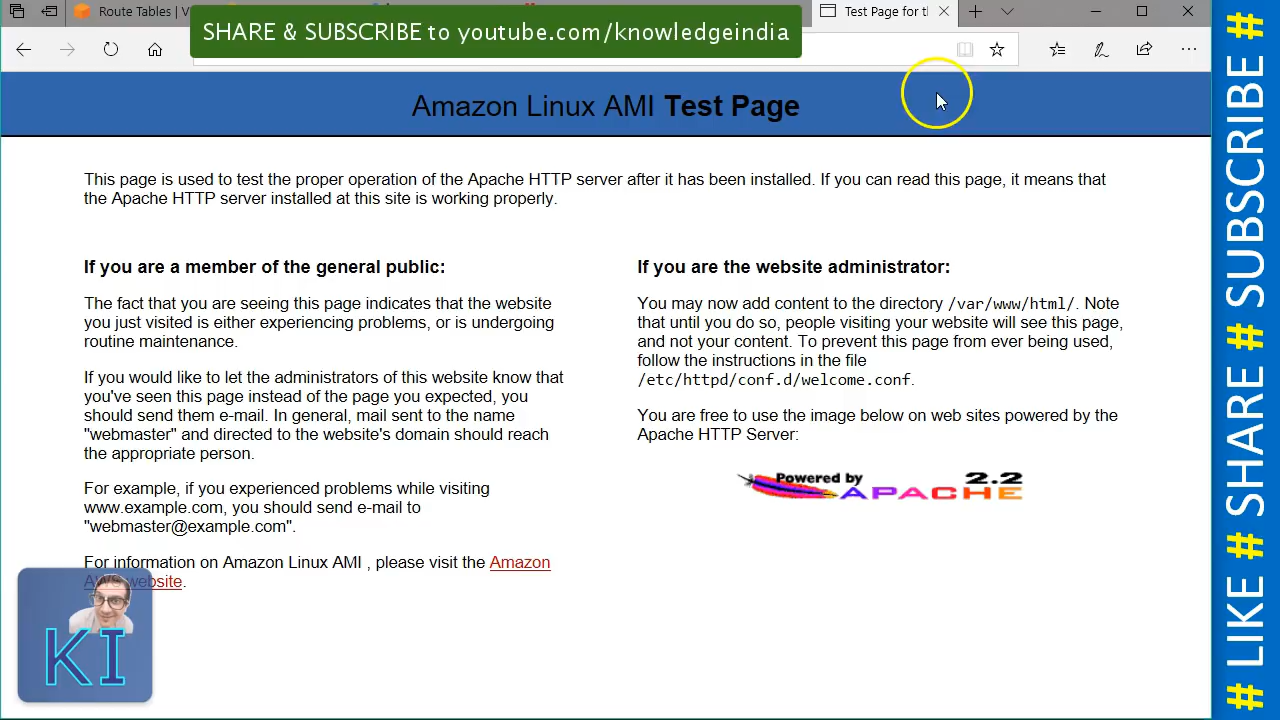 Route Tables | V
Test Page for t
SHARE & SUBSCRIBE to youtube.com/knowledgeindia
Amazon Linux AMI Test Page
This page is used to test the proper operation of the Apache HTTP server after it has been installed. If you can read this page, it means that
the Apache HTTP server installed at this site is working properly.
If you are a member of the general public:
The fact that you are seeing this page indicates that the website
you just visited is either experiencing problems, or is undergoing
routine maintenance.
If you would like to let the administrators of this website know that
you've seen this page instead of the page you expected, you
should send them e-mail. In general, mail sent to the name
"webmaster" and directed to the website's domain should reach
the appropriate person.
For example, if you experienced problems while visiting
www.example.com, you should send e-mail to
"webmaster@example.com".
For information on Amazon Linux AMI , please visit the Amazon
AWS website.
If you are the website administrator:
You may now add content to the directory /var/www/html/. Note
that until you do so, people visiting your website will see this page,
and not your content. To prevent this page from ever being used,
follow the instructions in the file
/etc/httpd/conf.d/welcome.conf.
You are free to use the image below on web sites powered by the
Apache HTTP Server:
Powered by 2.2
APACHE
KI
# LIKE # SHARE # SUBSCRIBE #